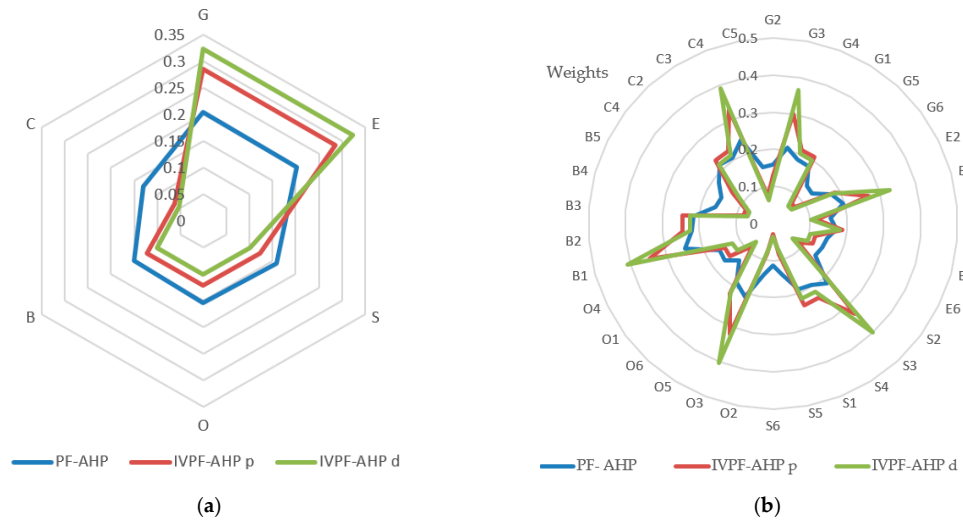 G
0.35
0.3
0.25
0.2
0.15
0.1
0.05
0
C
E
B
S
O
PF-AHP IVPF-AHP p IVPF-AHP d
(a)
Weights
0.5
0.4
0.3
0.2
0.1
0
G2
G3
G4
G1
G5
G6
E2
E6
S2
S3
S4
S1
S5
S6
O2
O3
O5
O6
O1
O4
B1
B2
B3
B4
B5
C4
C2
C3
C4
C5
PF- AHP IVPF-AHP p IVPF-AHP d
(b)